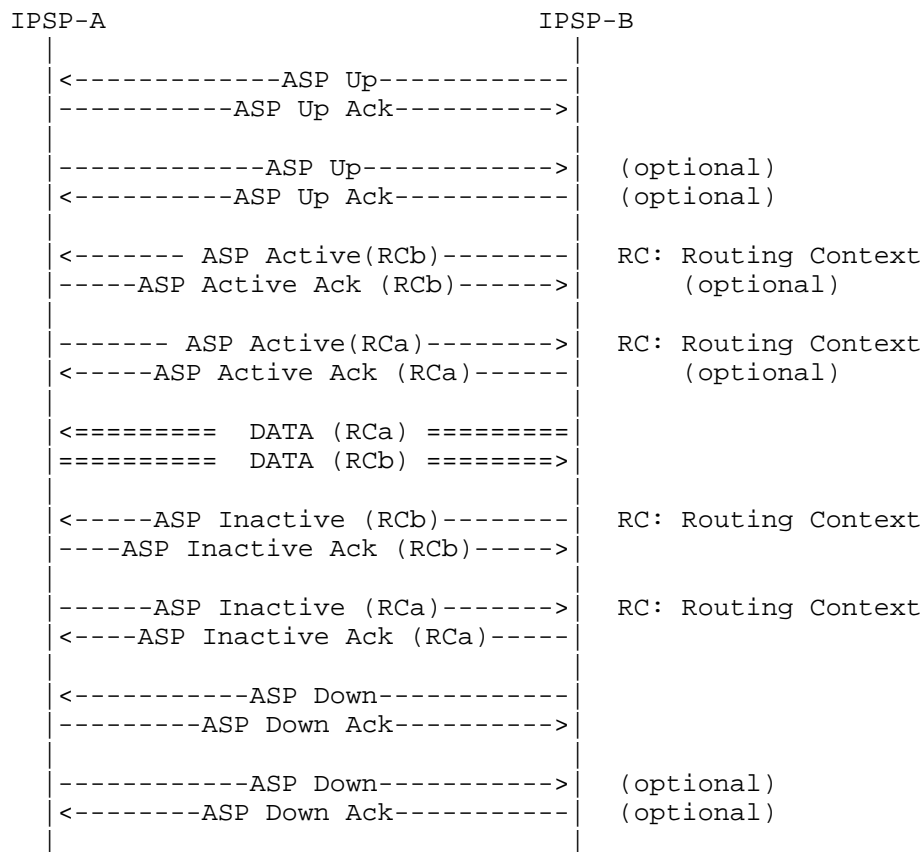 IPSP-A                           IPSP-B
<-------------ASP Up------------
-----------ASP Up Ack---------->
-------------ASP Up------------>  (optional)
<----------ASP Up Ack-----------  (optional)
<------- ASP Active(RCb)--------  RC: Routing Context
-----ASP Active Ack (RCb)------>      (optional)
------- ASP Active(RCa)-------->  RC: Routing Context
<-----ASP Active Ack (RCa)------      (optional)
<=========  DATA (RCa) =========
==========  DATA (RCb) ========>
<-----ASP Inactive (RCb)--------  RC: Routing Context
----ASP Inactive Ack (RCb)----->
------ASP Inactive (RCa)------->  RC: Routing Context
<----ASP Inactive Ack (RCa)-----
<-----------ASP Down------------
---------ASP Down Ack---------->
------------ASP Down----------->  (optional)
<--------ASP Down Ack-----------  (optional)